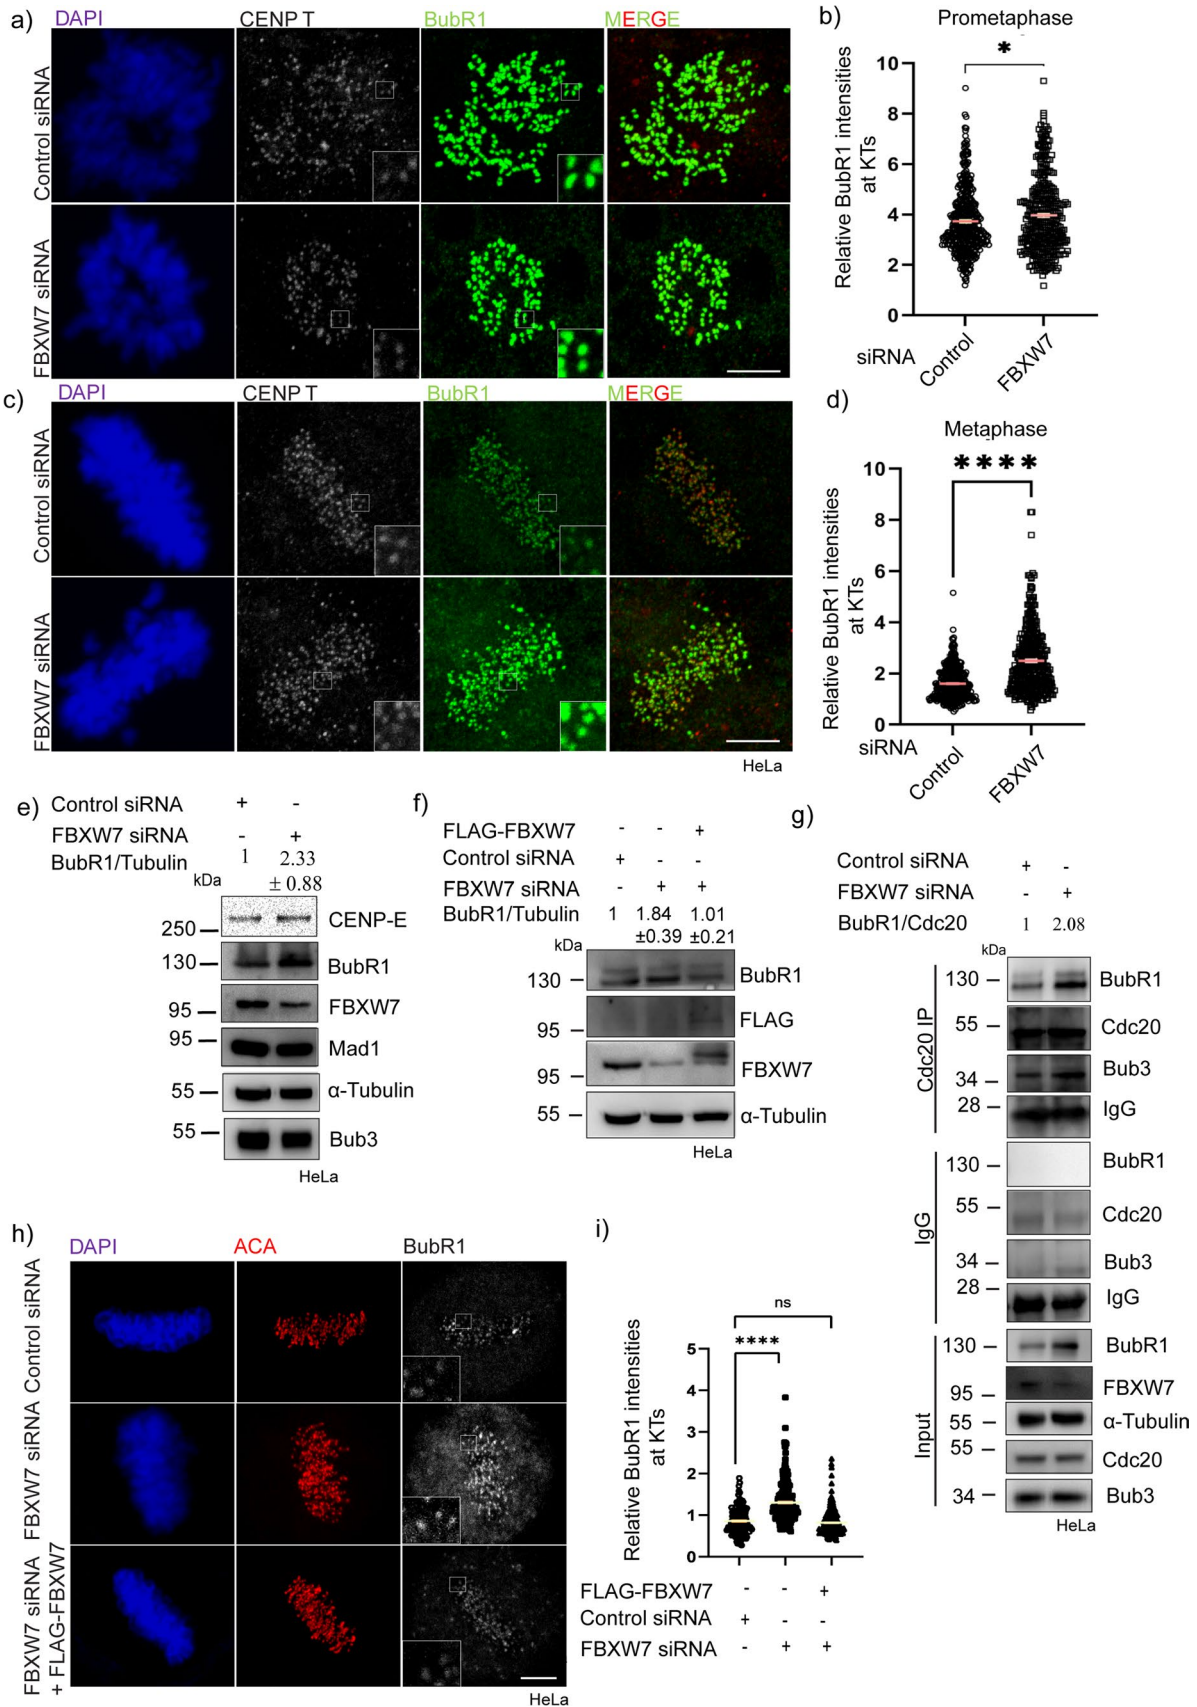 a)
DAPI
CENP T
BubR1
MERGE
Control siRNA
FBXW7 siRNA
b)
Prometaphase
*
Relative BubR1 intensities
at KTs
10
8
6
4
2
0
siRNA
Control
FBXW7
c)
DAPI
CENP T
BubR1
MERGE
Control siRNA
FBXW7 siRNA
HeLa
d)
Metaphase
****
Relative BubR1 intensities
at KTs
10
8
6
4
2
0
siRNA
Control
FBXW7
e)
Control siRNA + -
FBXW7 siRNA - +
BubR1/Tubulin 1 2.33
± 0.88
kDa
250 CENP-E
130 BubR1
95 FBXW7
95 Mad1
55 α-Tubulin
55 Bub3
HeLa
f)
FLAG-FBXW7 - - +
Control siRNA + - -
FBXW7 siRNA - + +
BubR1/Tubulin 1 1.84 1.01
±0.39 ±0.21
kDa
130 BubR1
95 FLAG
95 FBXW7
55 α-Tubulin
HeLa
g)
Control siRNA + -
FBXW7 siRNA - +
BubR1/Cdc20 1 2.08
kDa
Cdc20 IP
130 BubR1
55 Cdc20
34 Bub3
28 IgG
IgG
130 BubR1
55 Cdc20
34 Bub3
28 IgG
Input
130 BubR1
95 FBXW7
55 α-Tubulin
55 Cdc20
34 Bub3
HeLa
h)
DAPI
ACA
BubR1
Control siRNA
FBXW7 siRNA
FBXW7 siRNA
+ FLAG-FBXW7
HeLa
i)
ns
****
Relative BubR1 intensities
at KTs
5
4
3
2
1
0
FLAG-FBXW7 - - +
Control siRNA + - -
FBXW7 siRNA - + +